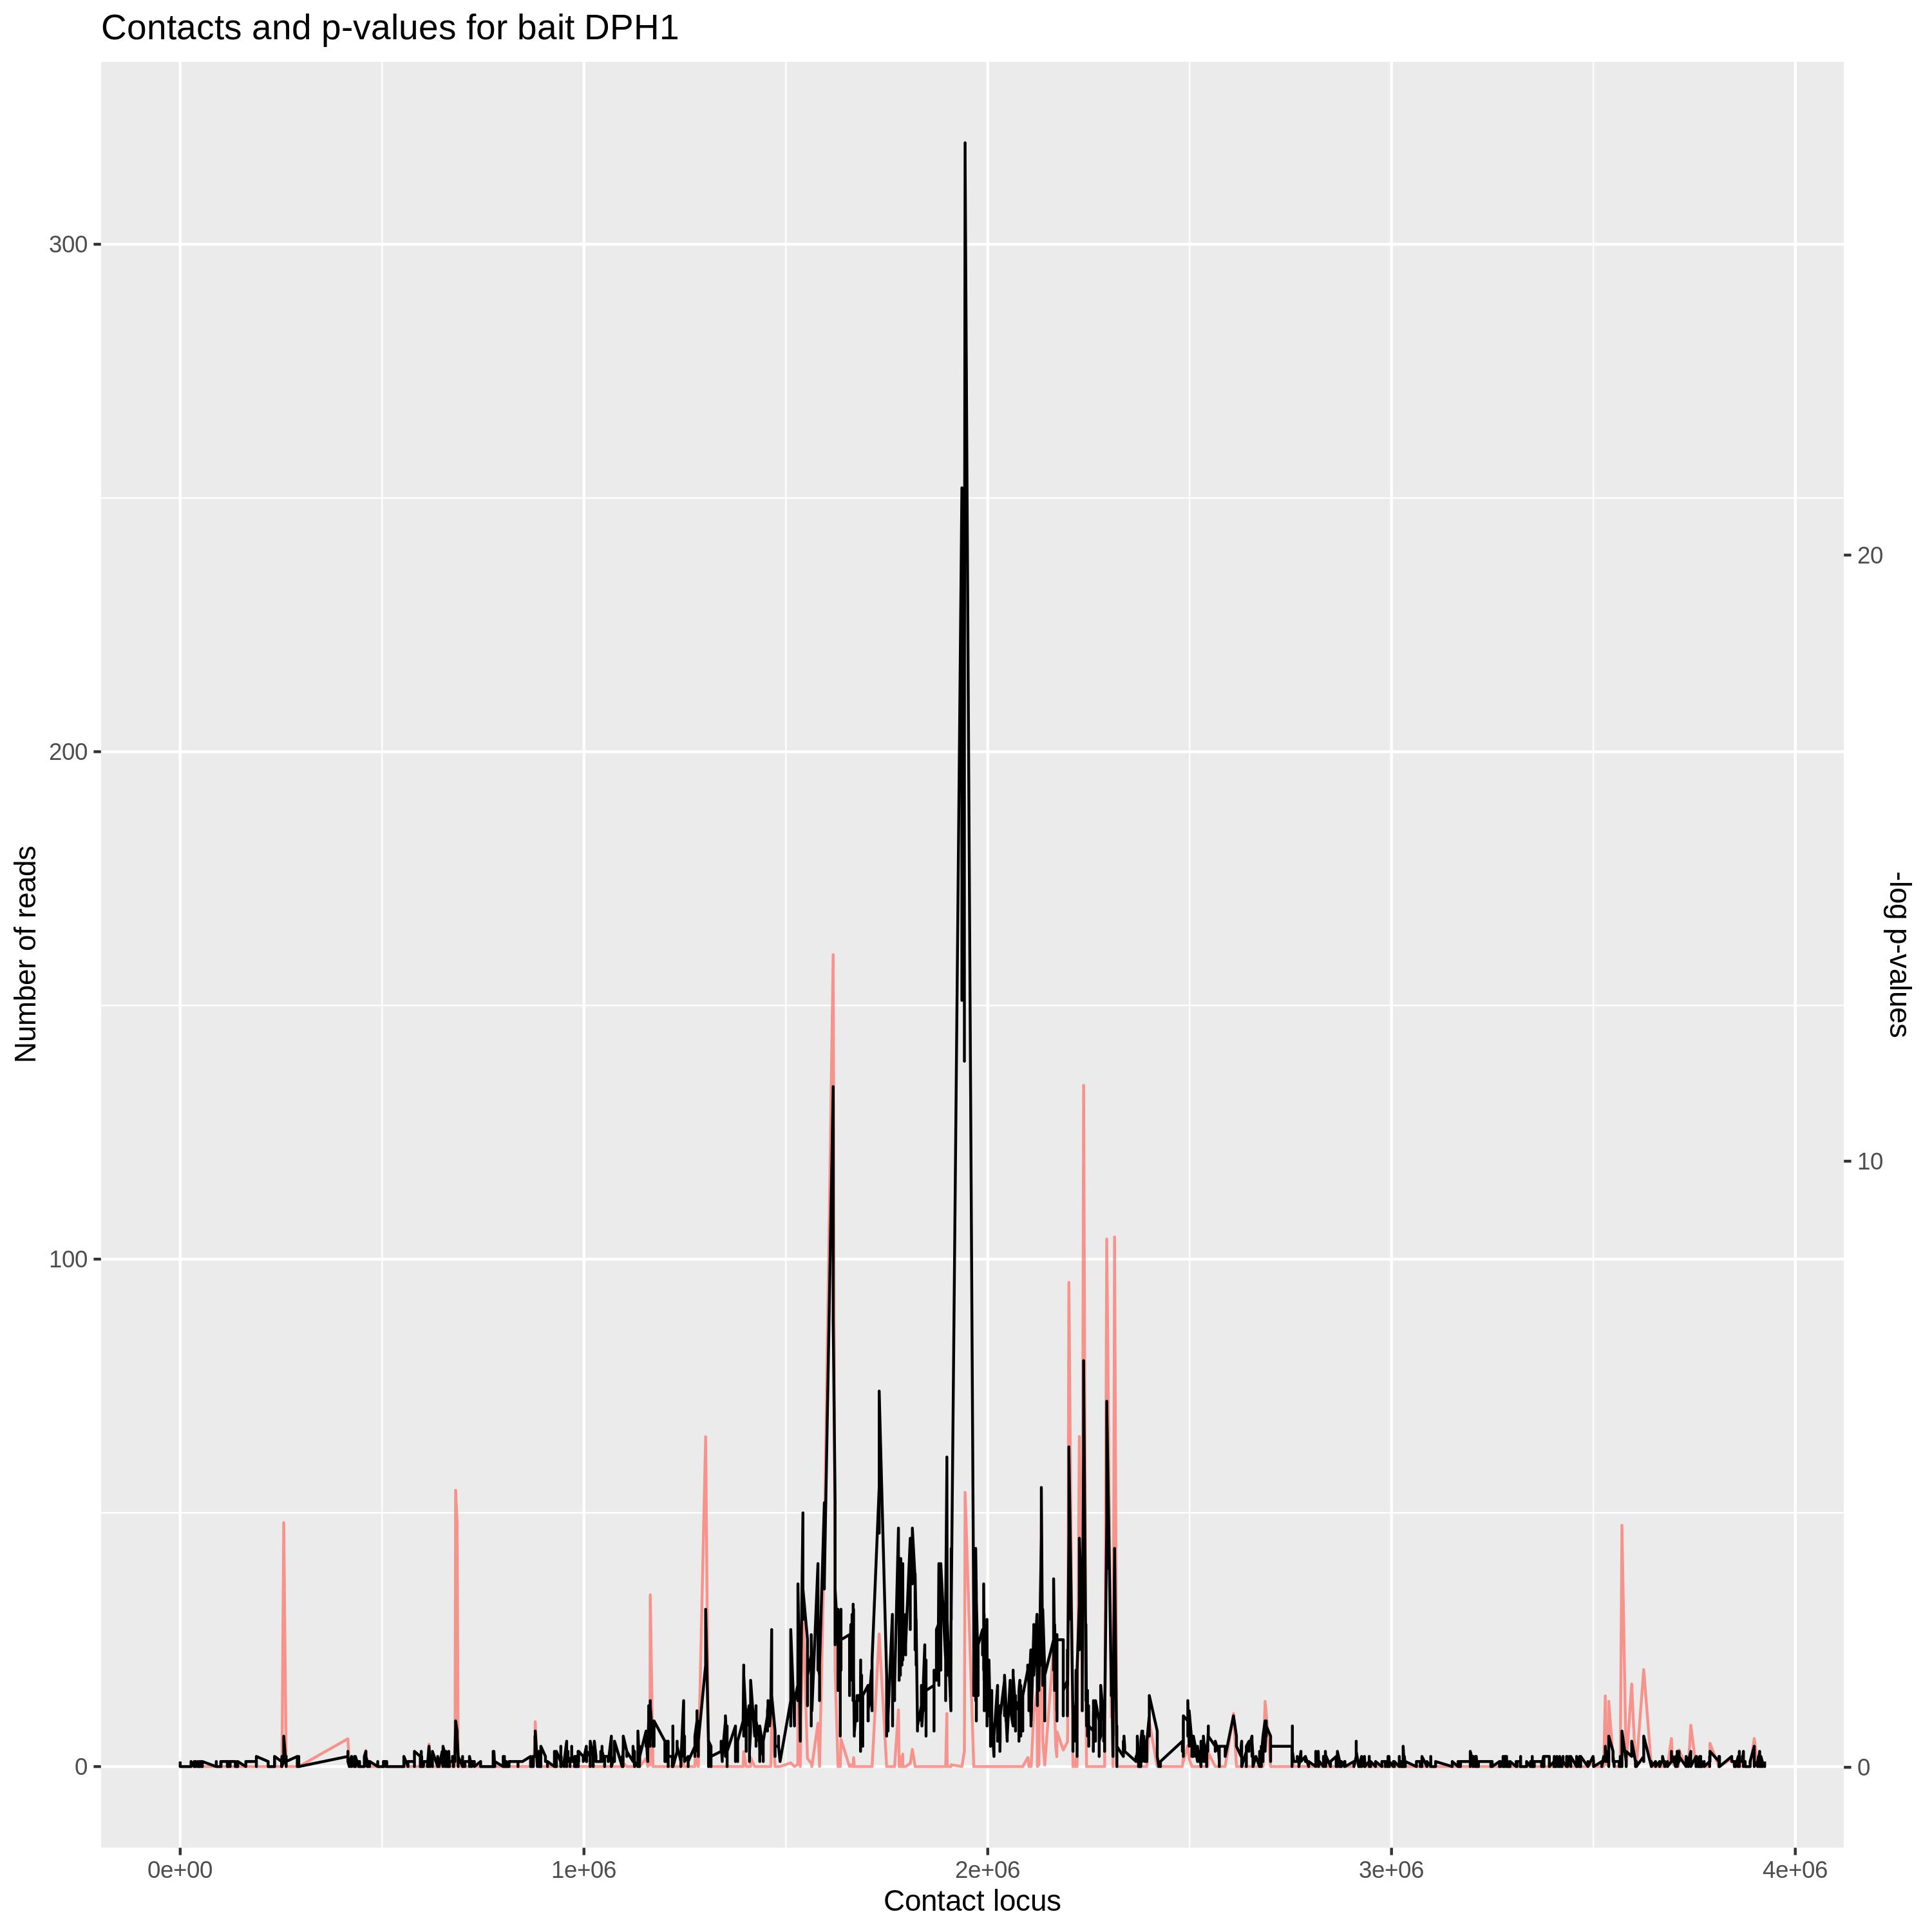 Contacts and p-values for bait DPH1
300
200
100
0
Number of reads
20
10
0
-log p-values
0e+00
1e+06
2e+06
3e+06
4e+06
Contact locus